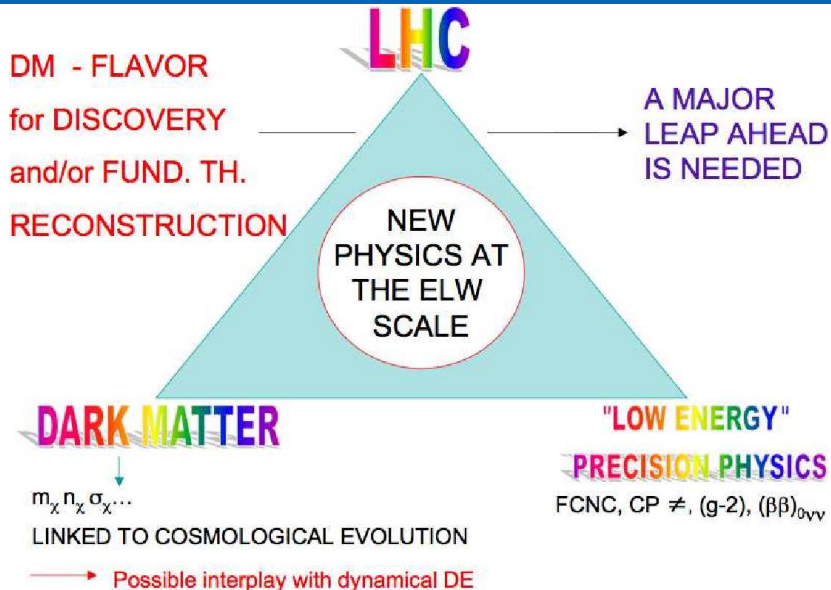 LHC
DM - FLAVOR
for DISCOVERY
and/or FUND. TH.
RECONSTRUCTION
A MAJOR
LEAP AHEAD
IS NEEDED
NEW
PHYSICS AT
THE ELW
SCALE
DARK MATTER
mχ nχ σχ...
LINKED TO COSMOLOGICAL EVOLUTION
Possible interplay with dynamical DE
"LOW ENERGY"
PRECISION PHYSICS
FCNC, CP ≠, (g-2), (ββ)₀νν